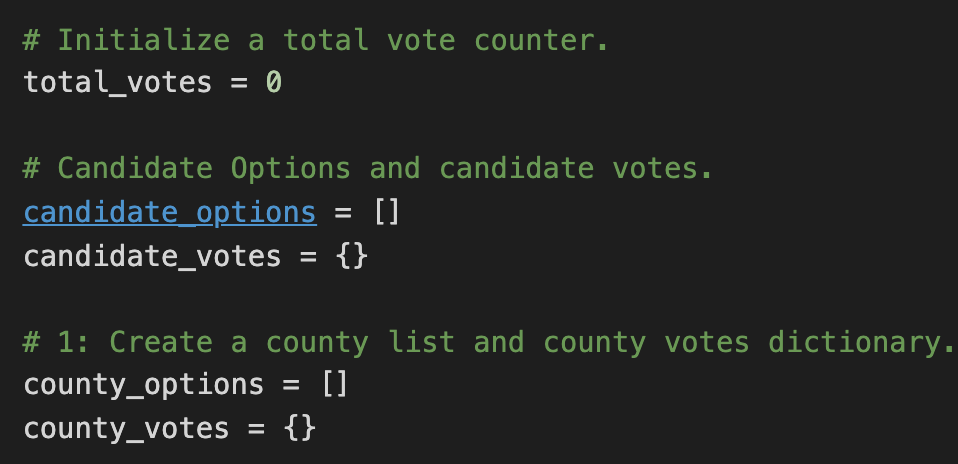 # Initialize a total vote counter.
total_votes = 0
# Candidate Options and candidate votes.
candidate_options = []
candidate_votes = {}
# 1: Create a county list and county votes dictionary.
county_options = []
county_votes = {}